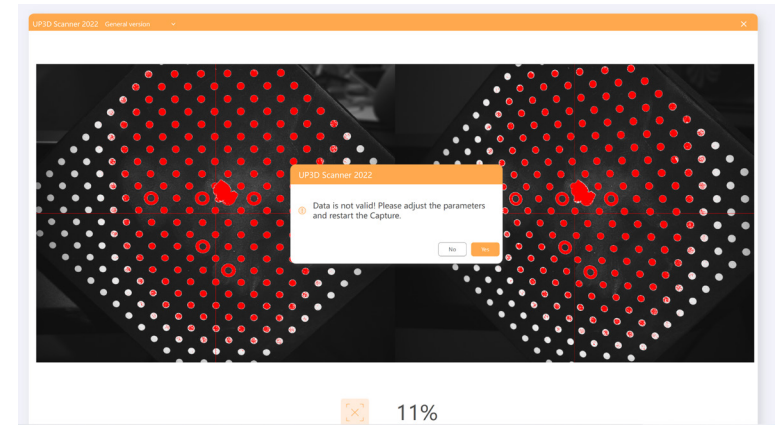 UP3D Scanner 2022 General version
UP3D Scanner 2022
Data is not valid! Please adjust the parameters
and restart the Capture.
No Yes
11%